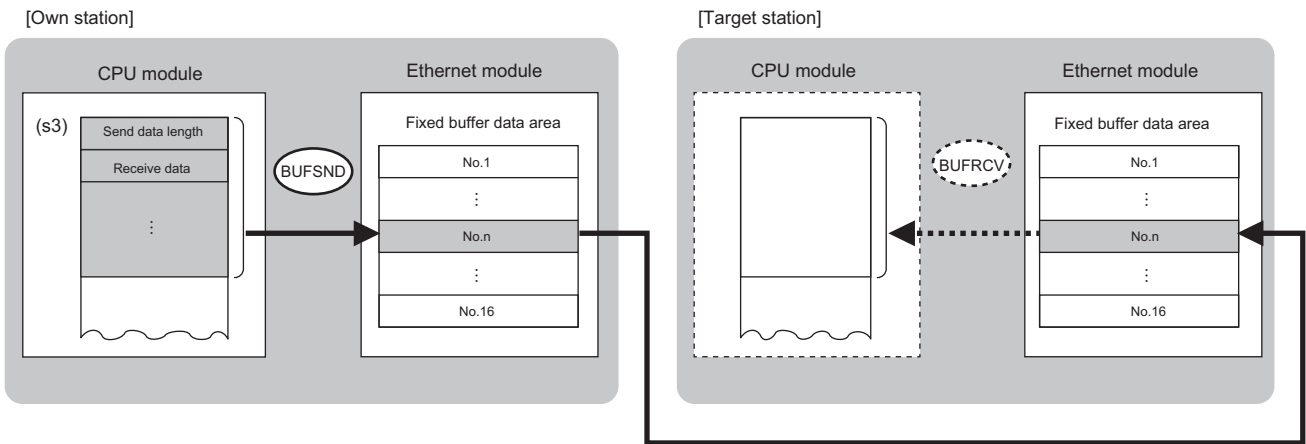 [Own station]
CPU module
Ethernet module
(s3)
Send data length
Receive data
⋮
BUFSND
Fixed buffer data area
No.1
⋮
No.n
⋮
No.16
[Target station]
CPU module
Ethernet module
BUFRCV
Fixed buffer data area
No.1
⋮
No.n
⋮
No.16